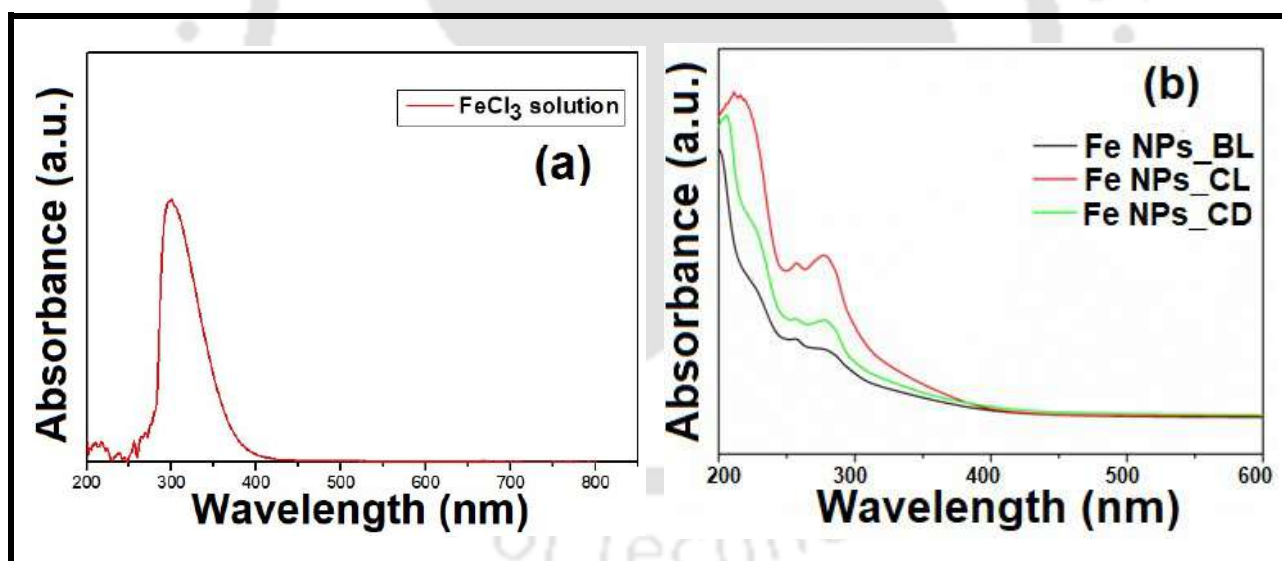 FeCl3 solution
(a)
Absorbance (a.u.)
200 300 400 500 600 700 800
Wavelength (nm)
(b)
Fe NPs_BL
Fe NPs_CL
Fe NPs_CD
Absorbance (a.u.)
200 300 400 500 600
Wavelength (nm)